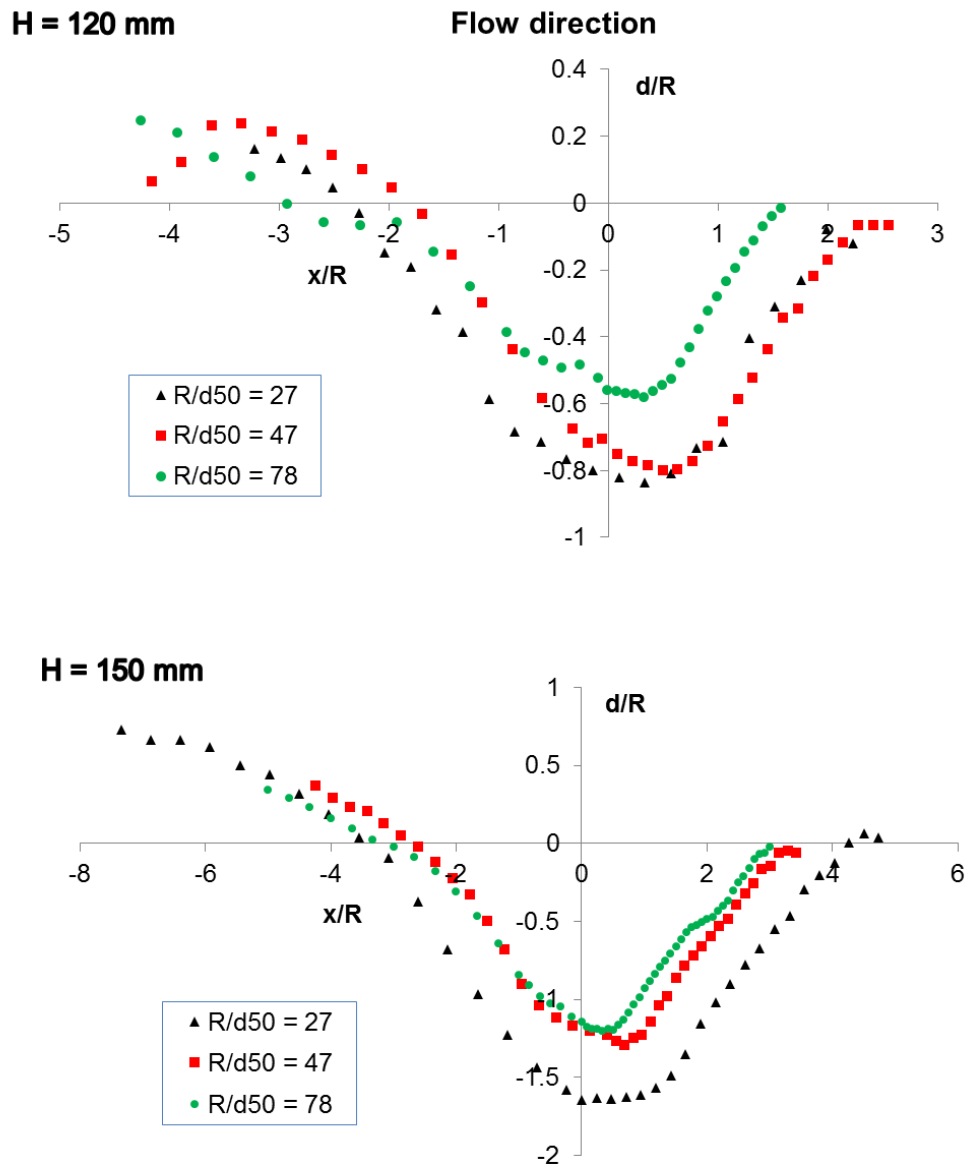 H = 120 mm
Flow direction
0.4
d/R
0.2
0
-5 -4 -3 -2 -1 0 1 2 3
x/R
-0.2
-0.4
-0.6
-0.8
-1
R/d50 = 27
R/d50 = 47
R/d50 = 78
H = 150 mm
1
d/R
0.5
0
-8 -6 -4 -2 0 2 4 6
x/R
-0.5
-1
-1.5
-2
R/d50 = 27
R/d50 = 47
R/d50 = 78